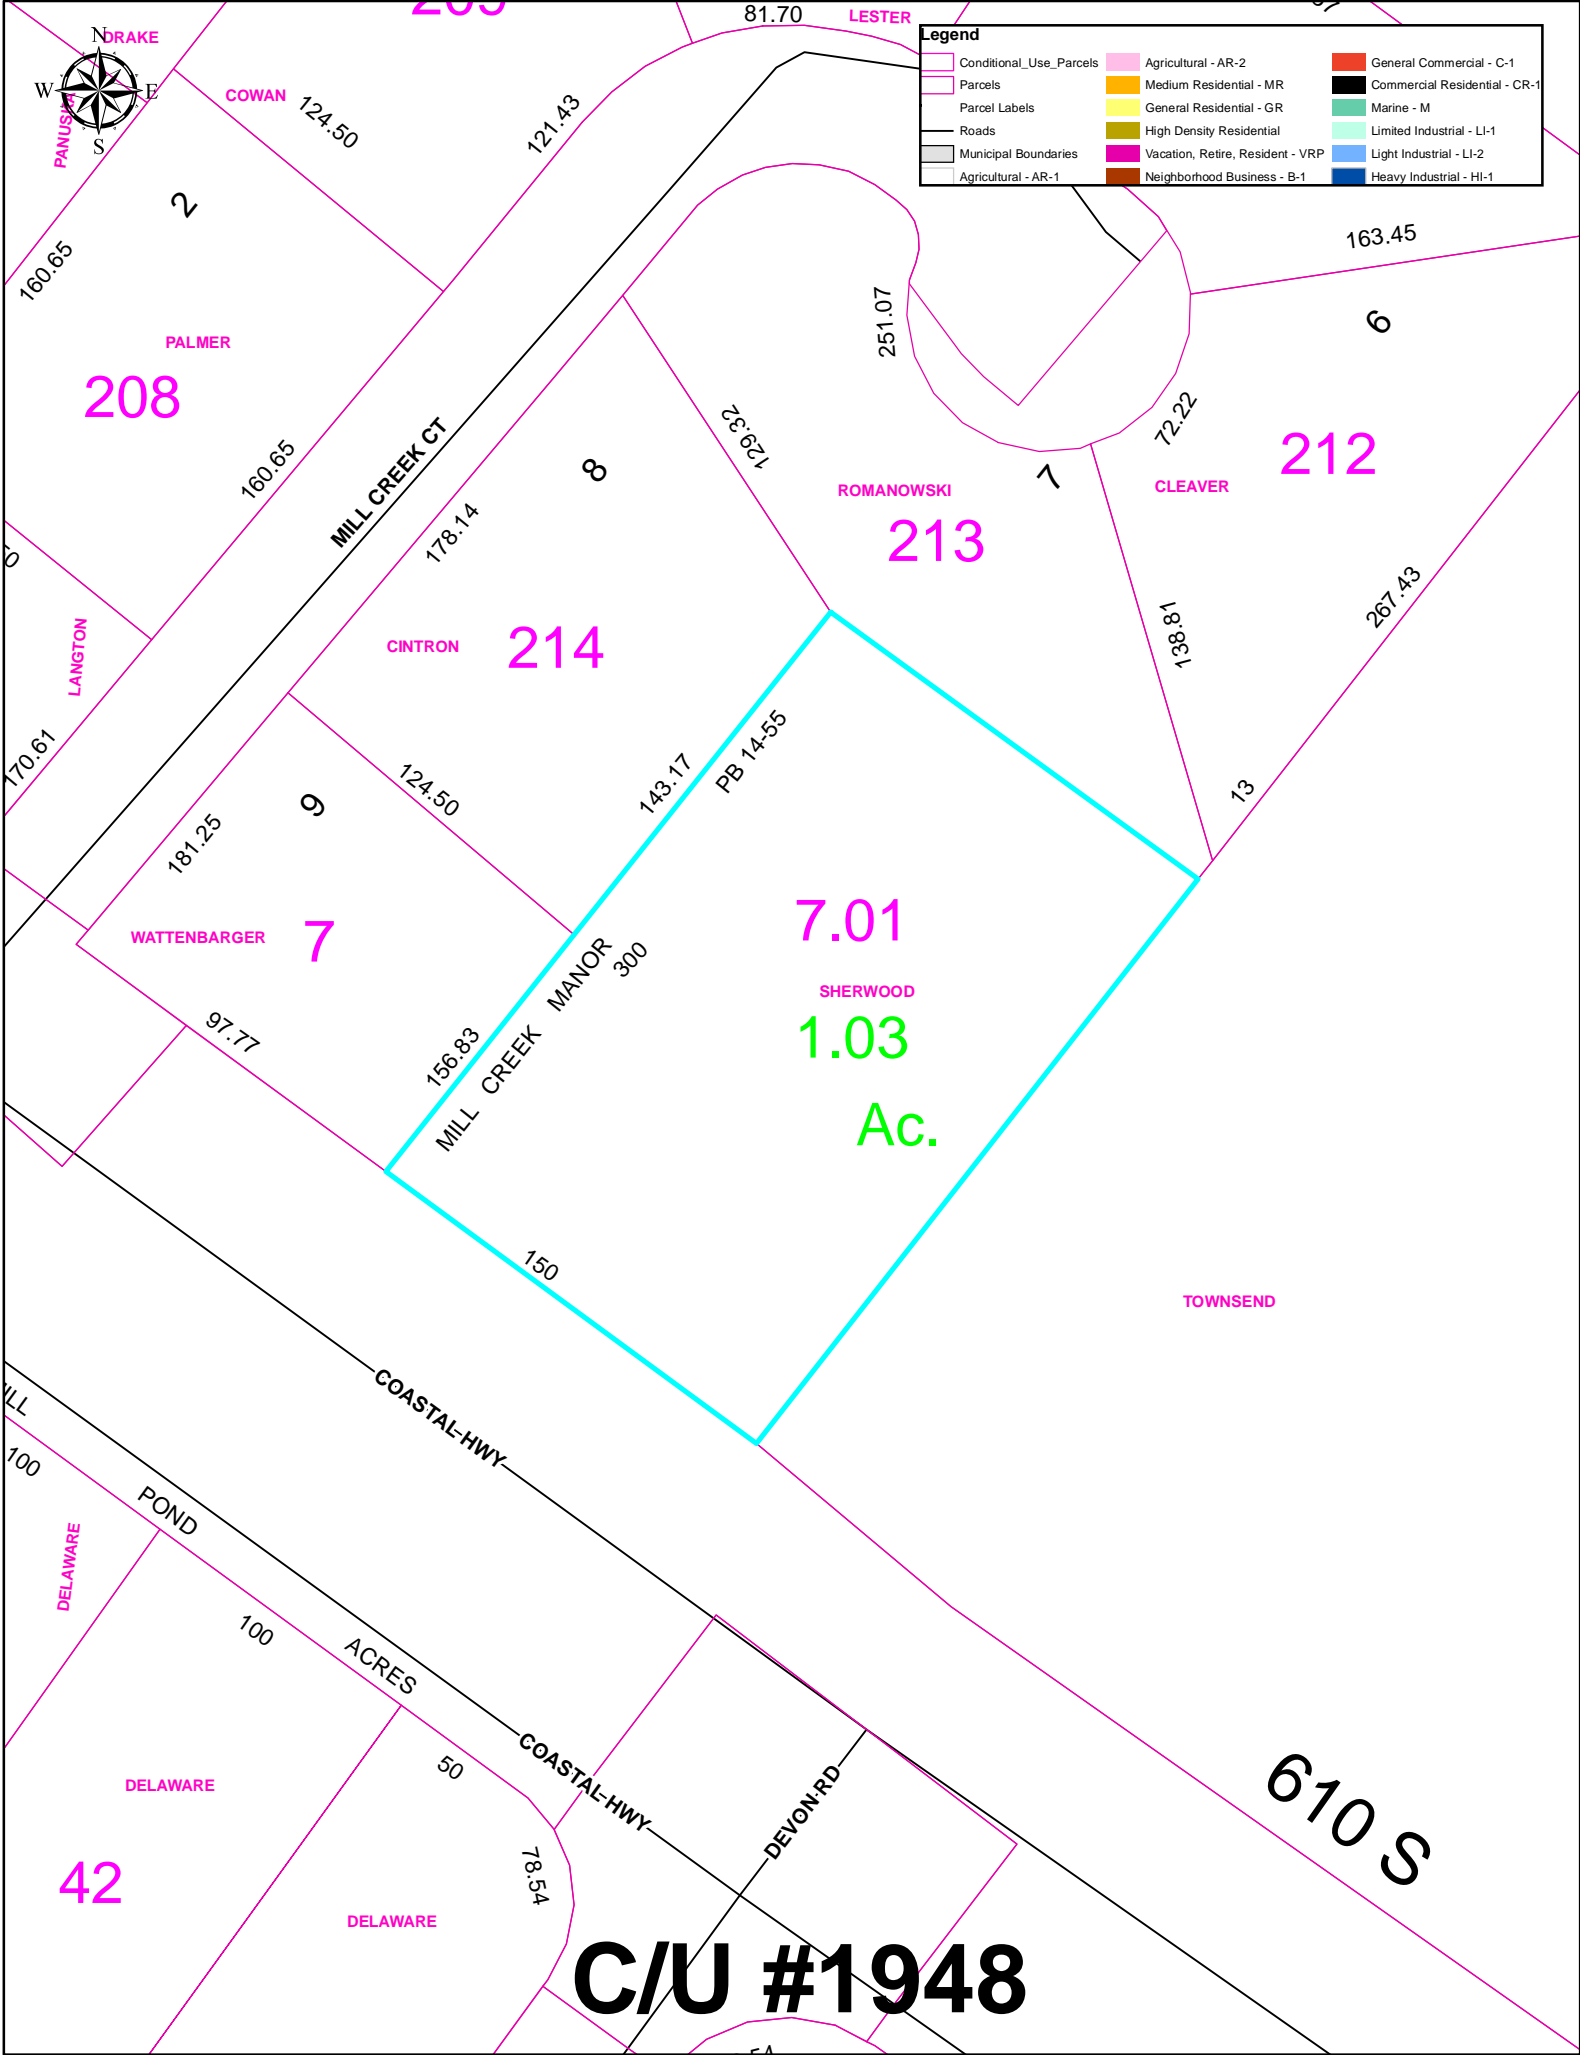 81.70
LESTER
N
W
E
S
DRAKE
PANUSKA
COWAN
124.50
121.43
Legend
Conditional_Use_Parcels
Parcels
Parcel Labels
Roads
Municipal Boundaries
Agricultural - AR-1
Agricultural - AR-2
Medium Residential - MR
General Residential - GR
High Density Residential
Vacation, Retire, Resident - VRP
Neighborhood Business - B-1
General Commercial - C-1
Commercial Residential - CR-1
Marine - M
Limited Industrial - LI-1
Light Industrial - LI-2
Heavy Industrial - HI-1
2
160.65
163.45
251.07
6
PALMER
208
72.22
129.32
160.65
MILL CREEK CT
8
178.14
ROMANOWSKI
213
7
CLEAVER
212
267.43
138.81
LANGTON
CINTRON
214
170.61
143.17
PB 14-55
13
124.50
9
181.25
WATTENBARGER
7
7.01
SHERWOOD
1.03
Ac.
MILL CREEK MANOR
300
156.83
97.77
150
TOWNSEND
COASTAL HWY
100
POND
DELAWARE
100
ACRES
50
COASTAL HWY
DEVON RD
DELAWARE
42
78.54
DELAWARE
610 S
C/U #1948